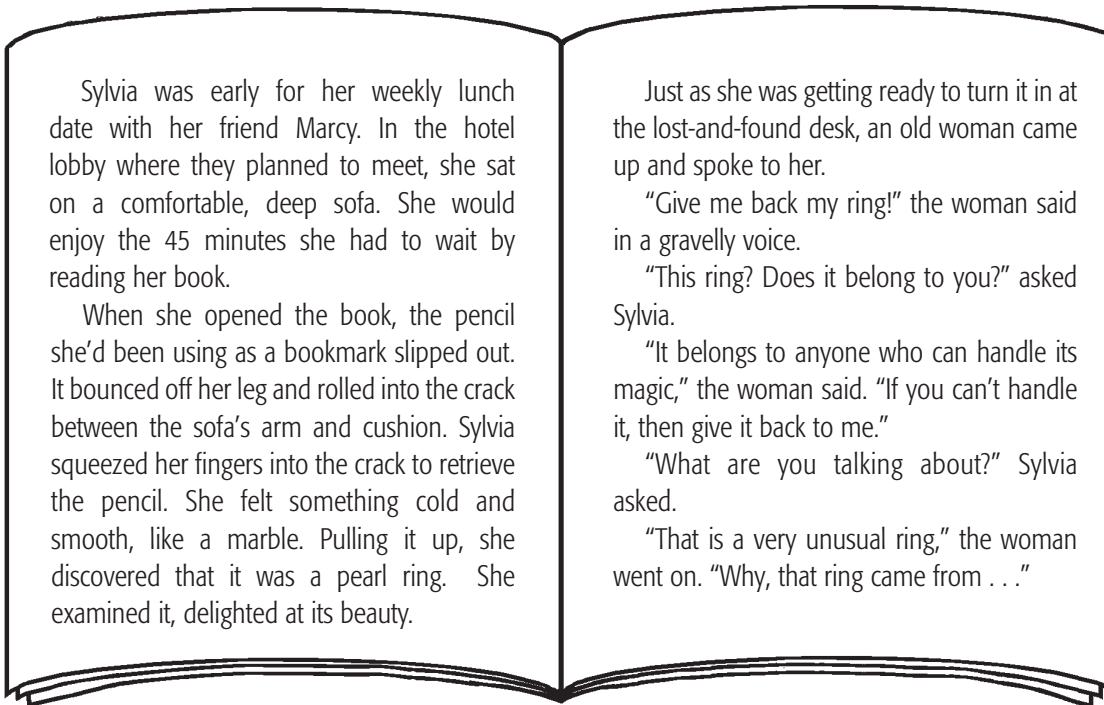 Sylvia was early for her weekly lunch
date with her friend Marcy. In the hotel
lobby where they planned to meet, she sat
on a comfortable, deep sofa. She would
enjoy the 45 minutes she had to wait by
reading her book.
When she opened the book, the pencil
she’d been using as a bookmark slipped out.
It bounced off her leg and rolled into the crack
between the sofa’s arm and cushion. Sylvia
squeezed her fingers into the crack to retrieve
the pencil. She felt something cold and
smooth, like a marble. Pulling it up, she
discovered that it was a pearl ring. She
examined it, delighted at its beauty.
Just as she was getting ready to turn it in at
the lost-and-found desk, an old woman came
up and spoke to her.
“Give me back my ring!” the woman said
in a gravelly voice.
“This ring? Does it belong to you?” asked
Sylvia.
“It belongs to anyone who can handle its
magic,” the woman said. “If you can’t handle
it, then give it back to me.”
“What are you talking about?” Sylvia
asked.
“That is a very unusual ring,” the woman
went on. “Why, that ring came from . . .”